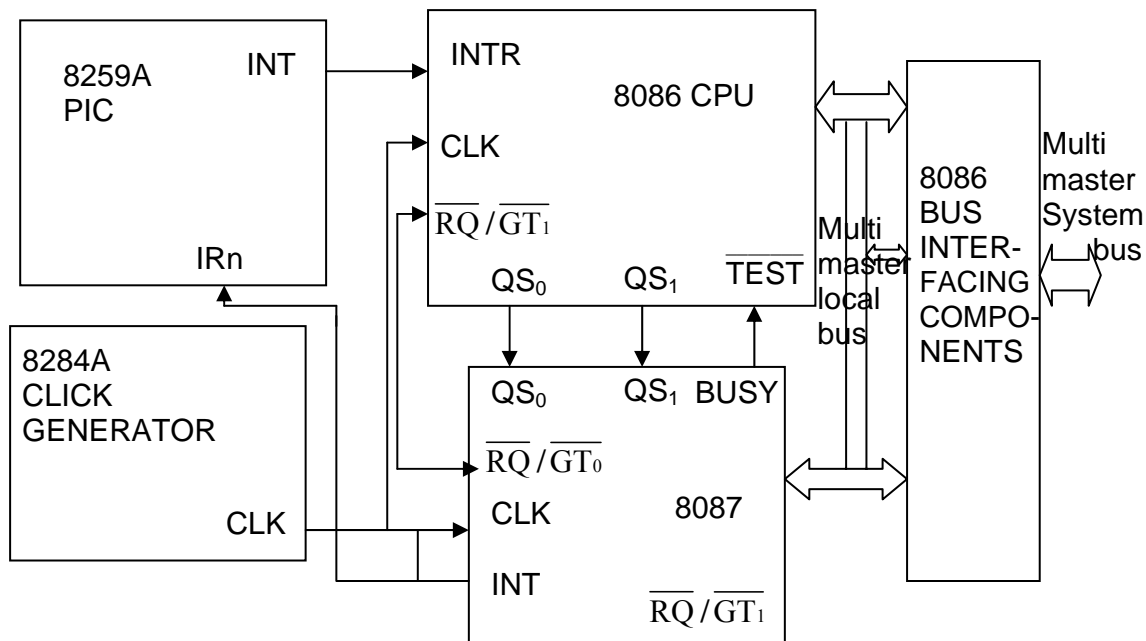 8259A
PIC
INT
IRn
INTR
8086 CPU
CLK
RQ / GT1
QS0
QS1
TEST
8284A
CLICK
GENERATOR
CLK
QS0
QS1
BUSY
RQ / GT0
CLK
8087
INT
RQ / GT1
Multi
master
local
bus
8086
BUS
INTER-
FACING
COMPO-
NENTS
Multi
master
System
bus